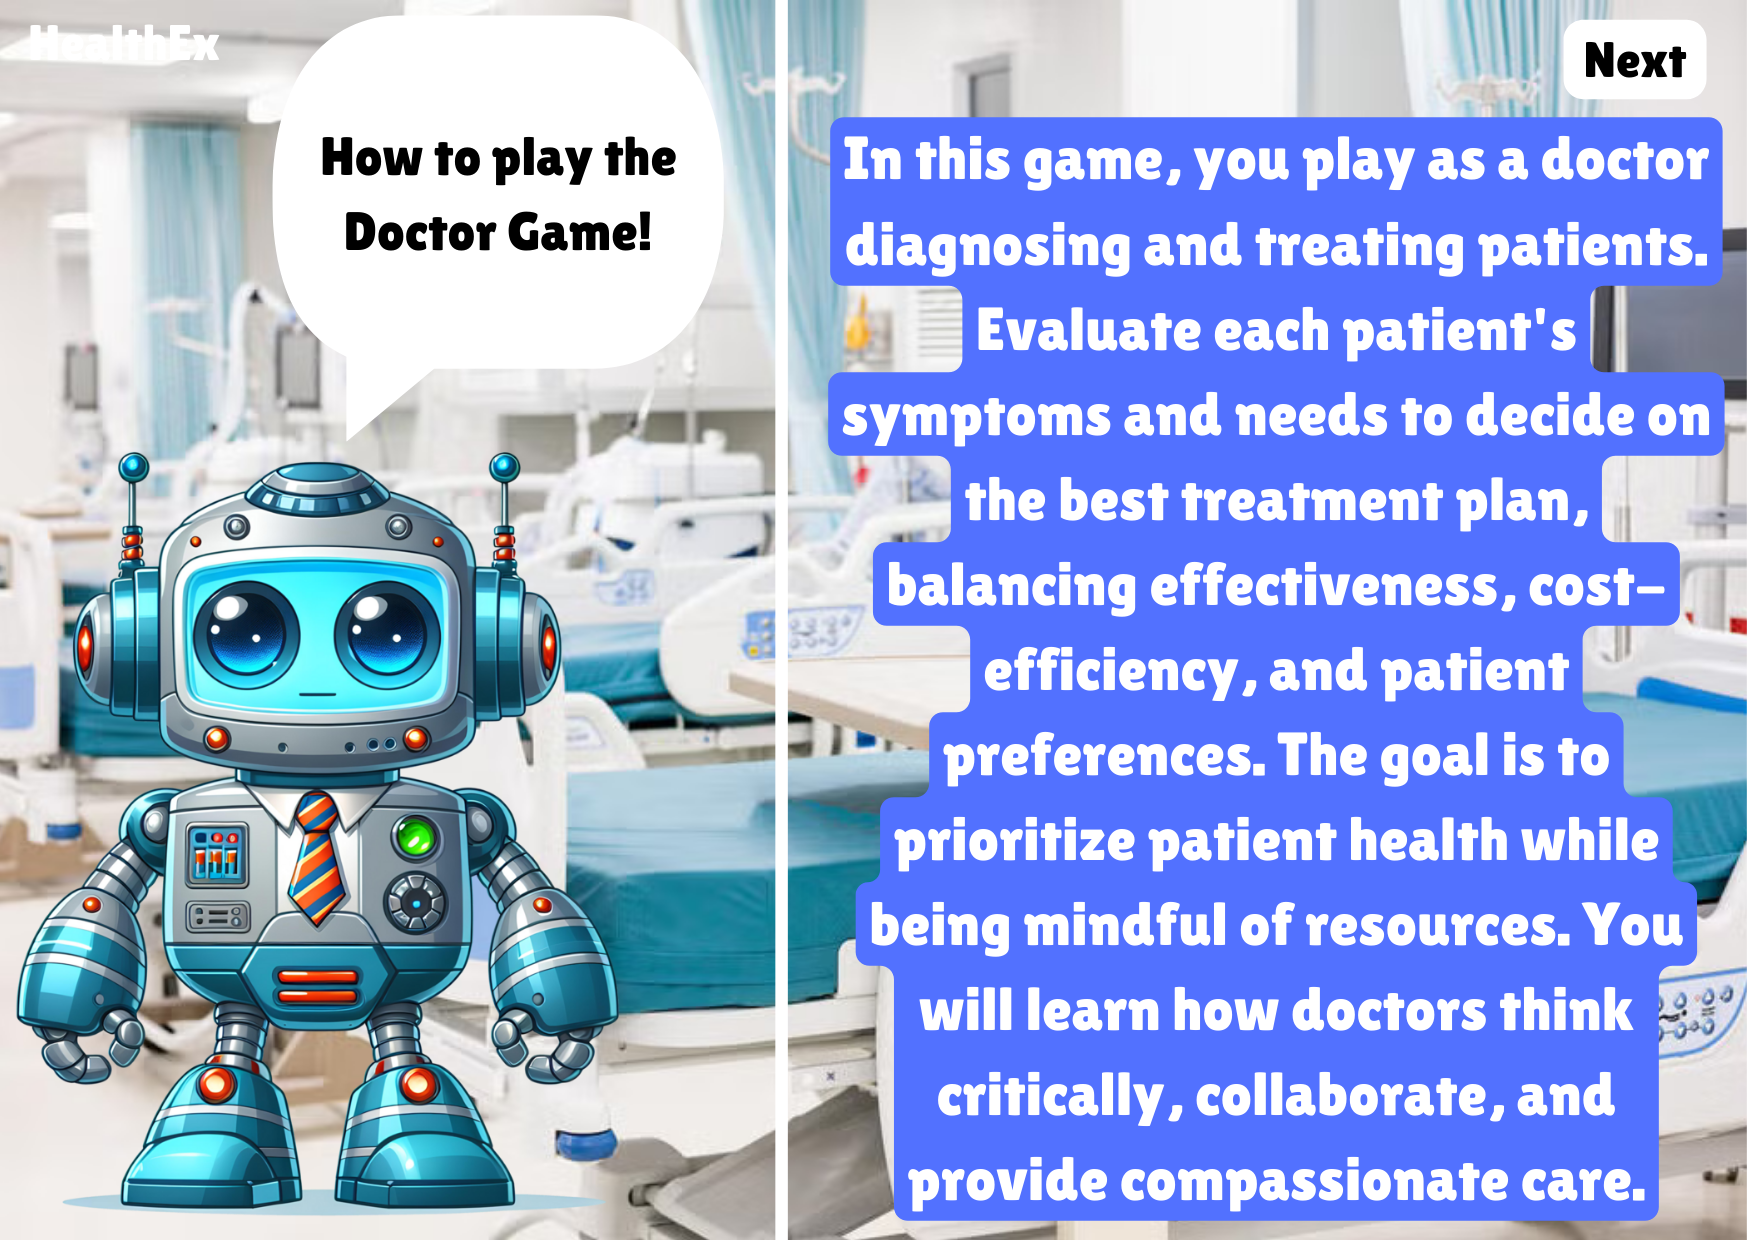 HealthEx
How to play the
Doctor Game!
Next
In this game, you play as a doctor
diagnosing and treating patients.
Evaluate each patient's
symptoms and needs to decide on
the best treatment plan,
balancing effectiveness, cost-
efficiency, and patient
preferences. The goal is to
prioritize patient health while
being mindful of resources. You
will learn how doctors think
critically, collaborate, and
provide compassionate care.